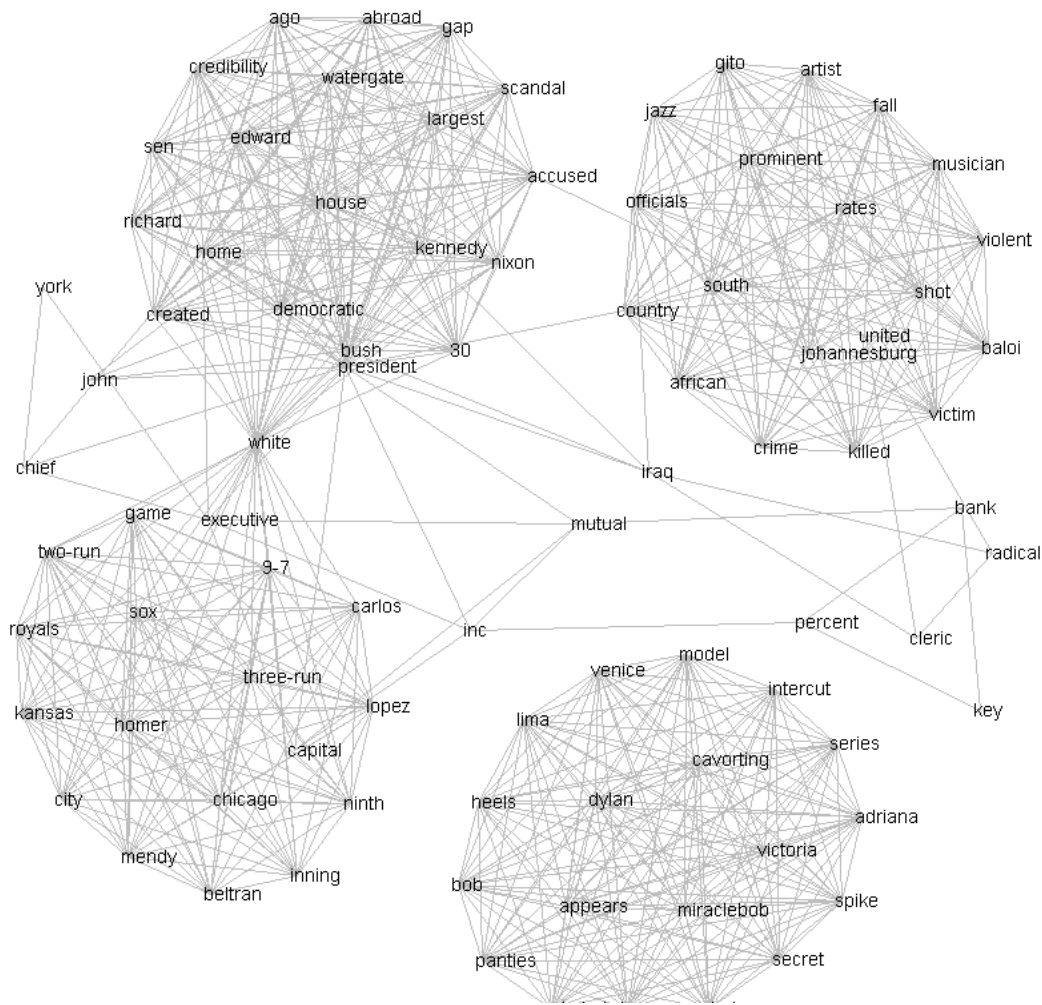 ago
abroad
gap
credibility
watergate
scandal
largest
edward
sen
accused
house
richard
home
kennedy
nixon
created
democratic
30
bush
president
gito
artist
jazz
fall
prominent
musician
officials
rates
violent
south
shot
country
united
johannesburg
baloi
african
victim
crime
killed
york
john
chief
white
executive
mutual
iraq
bank
radical
inc
percent
cleric
key
game
two-run
9-7
sox
carlos
royals
three-run
kansas
homer
lopez
capital
city
chicago
ninth
mendy
inning
beltran
model
venice
intercut
lima
series
cavorting
heels
dylan
adriana
victoria
bob
appears
miraclebob
spike
panties
secret